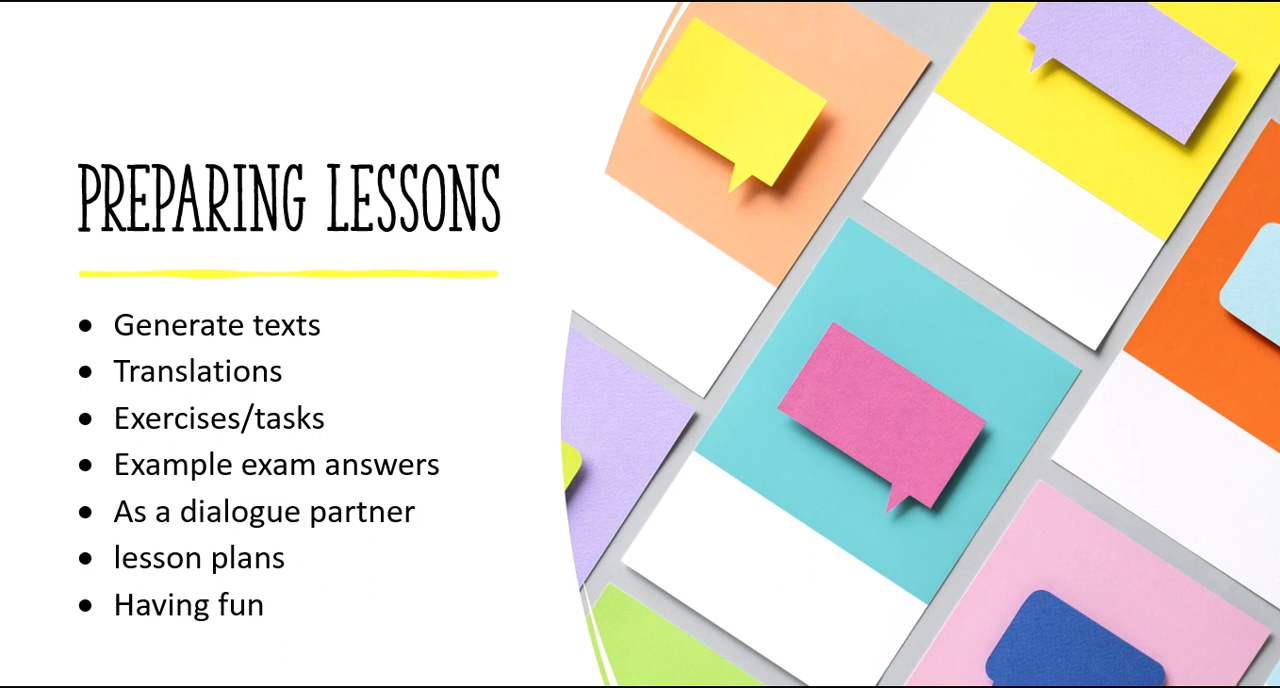 PREPARING LESSONS
• Generate texts
• Translations
• Exercises/tasks
• Example exam answers
• As a dialogue partner
• lesson plans
• Having fun